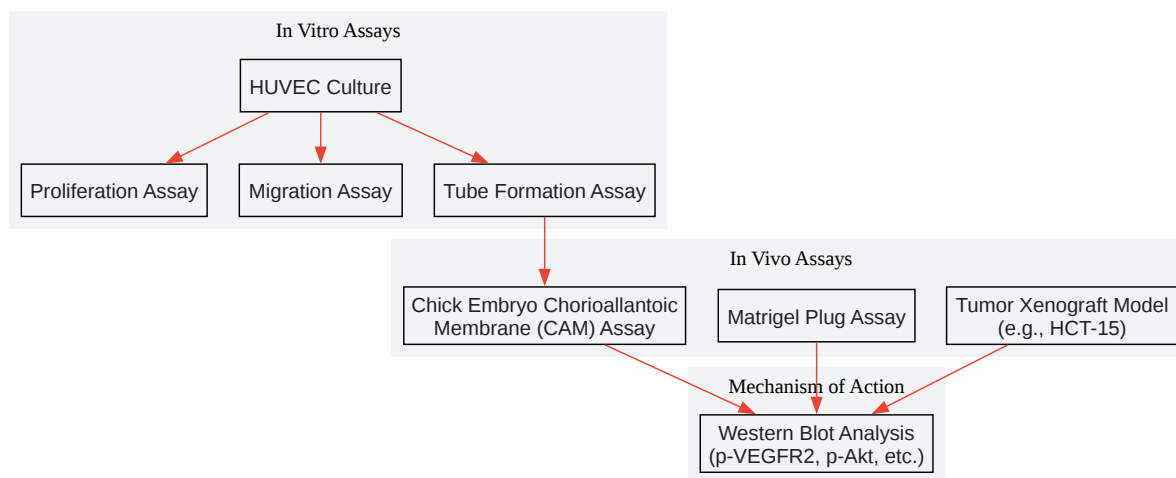 In Vitro Assays
HUVEC Culture
Proliferation Assay
Migration Assay
Tube Formation Assay
In Vivo Assays
Chick Embryo Chorioallantoic
Membrane (CAM) Assay
Matrigel Plug Assay
Tumor Xenograft Model
(e.g., HCT-15)
Mechanism of Action
Western Blot Analysis
(p-VEGFR2, p-Akt, etc.)